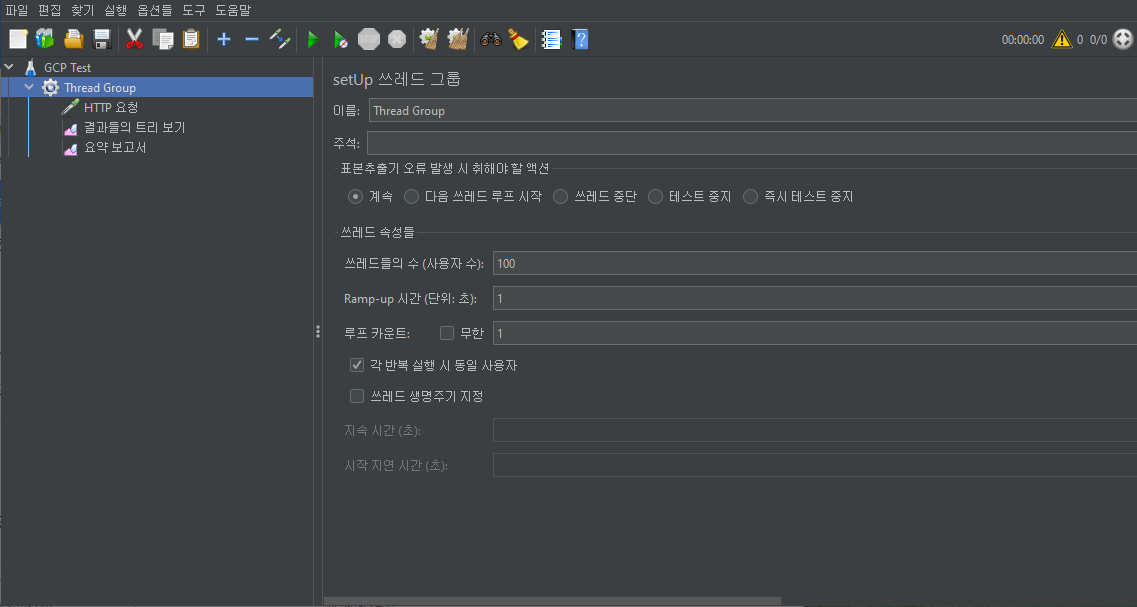 파일 편집 찾기 실행 옵션들 도구 도움말
STOP
00:00:00 0 0/0
GCP Test
Thread Group
HTTP 요청
결과들의 트리 보기
요약 보고서
setUp 쓰레드 그룹
이름: Thread Group
주석:
표본추출기 오류 발생 시 취해야 할 액션
계속 다음 쓰레드 루프 시작 쓰레드 중단 테스트 중지 즉시 테스트 중지
쓰레드 속성들
쓰레드들의 수 (사용자 수): 100
Ramp-up 시간 (단위: 초): 1
루프 카운트: 무한 1
각 반복 실행 시 동일 사용자
쓰레드 생명주기 지정
지속 시간 (초):
시작 지연 시간 (초):